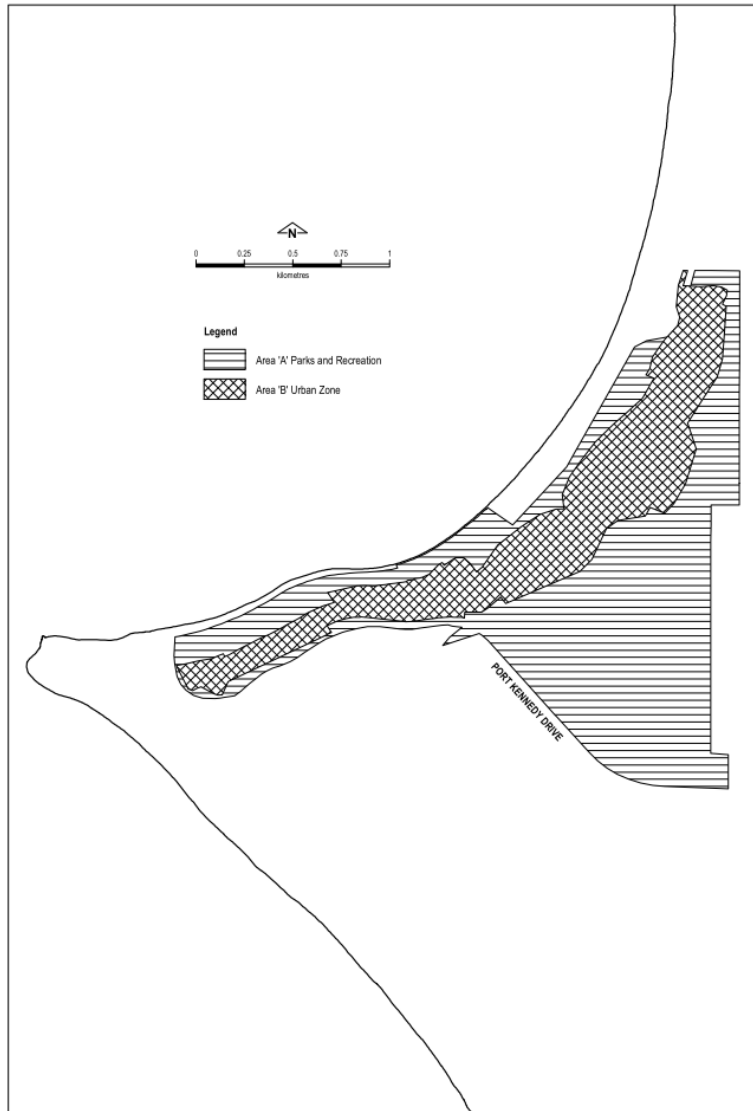 N
0 0.25 0.5 0.75 1
kilometres
Legend
Area 'A' Parks and Recreation
Area 'B' Urban Zone
PORT KENNEDY DRIVE